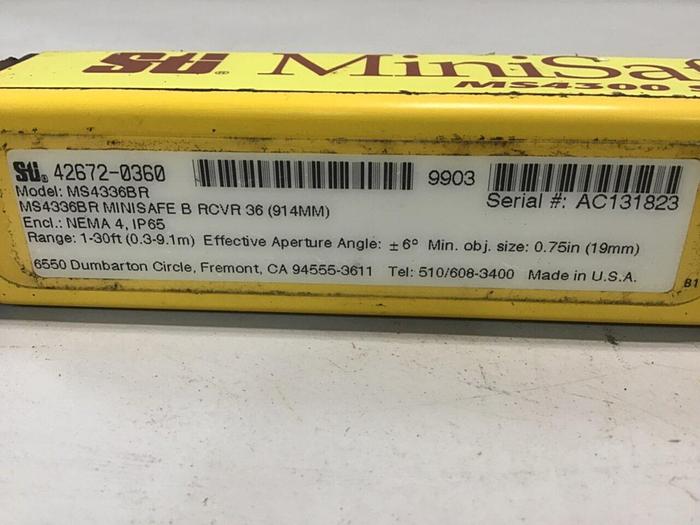 STi® MiniSaf
MS4300 S
STi® 42672-0360 9903
Model: MS4336BR Serial #: AC131823
MS4336BR MINISAFE B RCVR 36 (914MM)
Encl.: NEMA 4, IP65
Range: 1-30ft (0.3-9.1m) Effective Aperture Angle: ± 6° Min. obj. size: 0.75in (19mm)
6550 Dumbarton Circle, Fremont, CA 94555-3611 Tel: 510/608-3400 Made in U.S.A.
B1